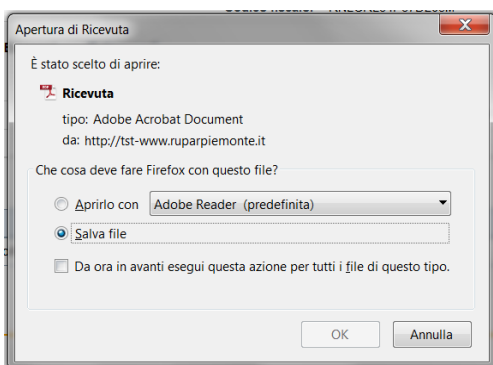 Apertura di Ricevuta
È stato scelto di aprire:
Ricevuta
tipo: Adobe Acrobat Document
da: http://tst-www.ruparpiemonte.it
Che cosa deve fare Firefox con questo file?
Aprirlo con Adobe Reader (predefinita)
Salva file
Da ora in avanti esegui questa azione per tutti i file di questo tipo.
OK Annulla